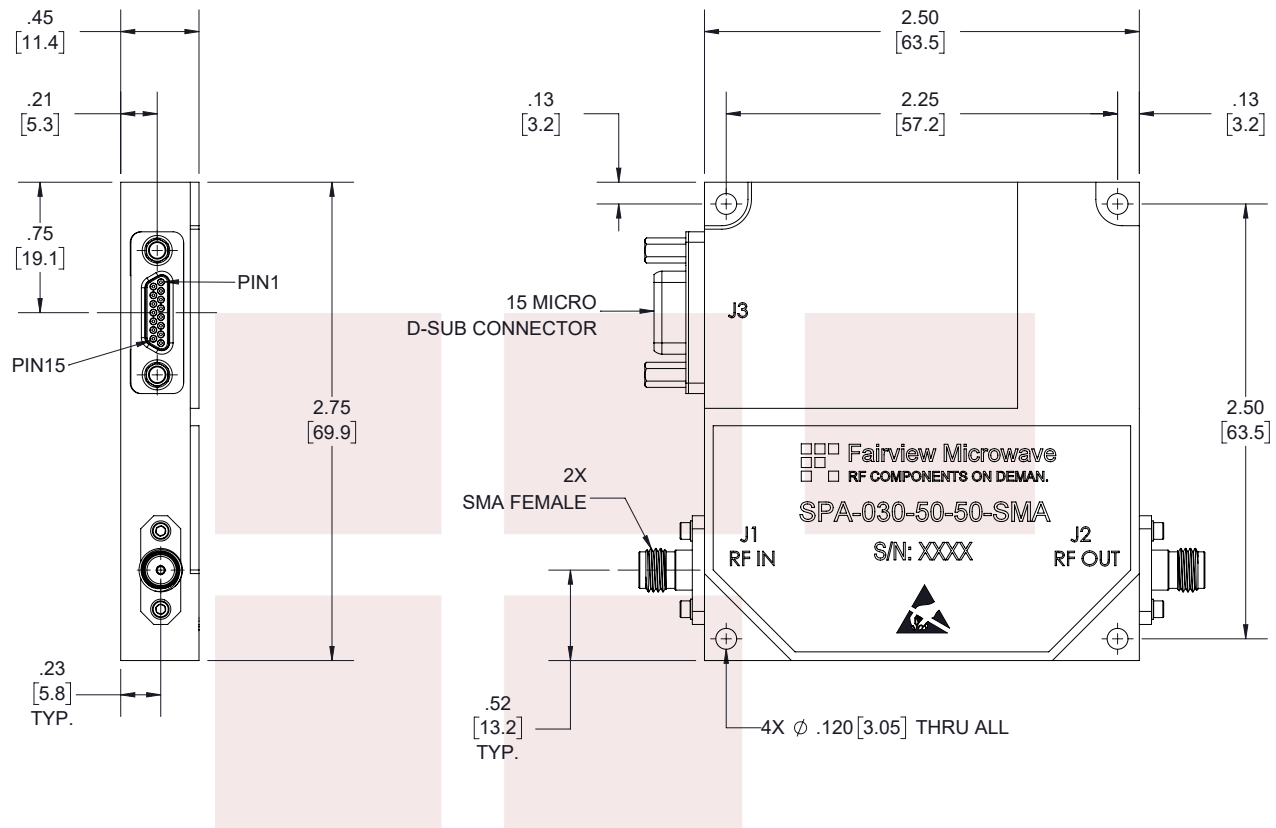 .45
[11.4]
.21
[5.3]
.75
[19.1]
PIN1
PIN15
2.75
[69.9]
.23
[5.8]
TYP.
2.50
[63.5]
.13
[3.2]
2.25
[57.2]
.13
[3.2]
15 MICRO
D-SUB CONNECTOR
J3
2.50
[63.5]
2X
SMA FEMALE
Fairview Microwave
RF COMPONENTS ON DEMAN.
SPA-030-50-50-SMA
S/N: XXXX
J1
RF IN
J2
RF OUT
.52
[13.2]
TYP.
4X ⌀ .120[3.05] THRU ALL